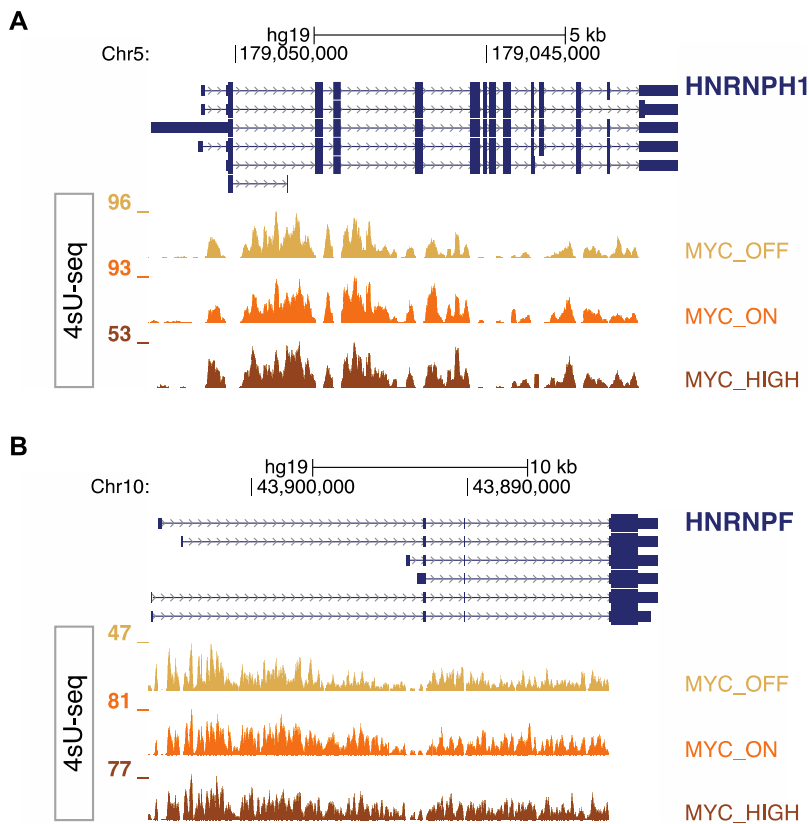 A
hg19 5 kb
Chr5: 179,050,000 179,045,000
HNRNPH1
4sU-seq
96
MYC_OFF
93
MYC_ON
53
MYC_HIGH
B
hg19 10 kb
Chr10: 43,900,000 43,890,000
HNRNPF
4sU-seq
47
MYC_OFF
81
MYC_ON
77
MYC_HIGH